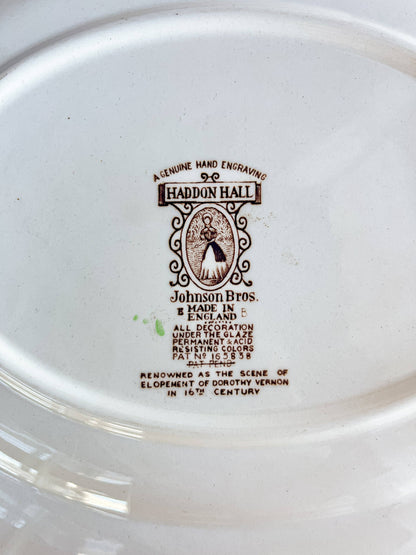 A GENUINE HAND ENGRAVING
HADDON HALL
Johnson Bros.
E MADE IN
ENGLAND B
ALL DECORATION
UNDER THE GLAZE
PERMANENT & ACID
RESISTING COLORS
PAT Nº 165838
PAT PEND
RENOWNED AS THE SCENE OF
ELOPEMENT OF DOROTHY VERNON
IN 16TH CENTURY